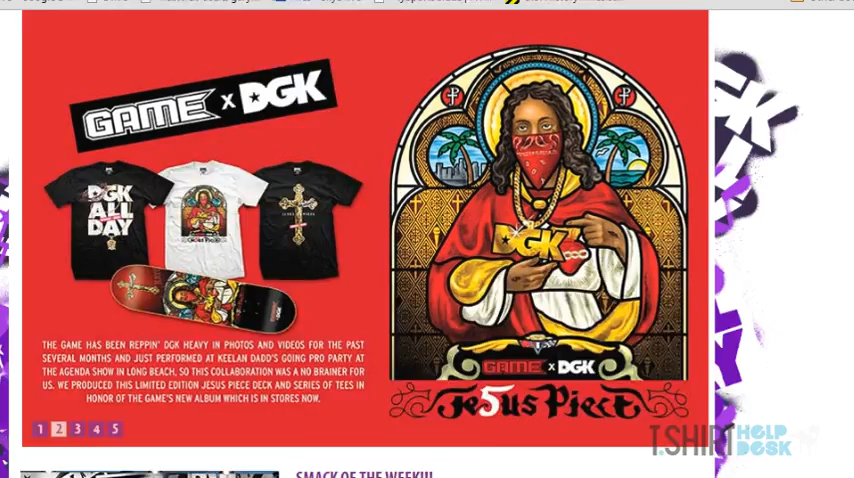 GAME x DGK
DGK
ALL
DAY
JE5US PIECE
THE GAME HAS BEEN REPPIN' DGK HEAVY IN PHOTOS AND VIDEOS FOR THE PAST
SEVERAL MONTHS AND JUST PERFORMED AT KEELAN DADD'S GOING PRO PARTY AT
THE AGENDA SHOW IN LONG BEACH, SO THIS COLLABORATION WAS A NO BRAINER FOR
US. WE PRODUCED THIS LIMITED EDITION JESUS PIECE DECK AND SERIES OF TEES IN
HONOR OF THE GAME'S NEW ALBUM WHICH IS IN STORES NOW.
1 2 3 4 5
DGK
GAME x DGK
Je5us Piece
T.SHIRT HELP
DESK
SMACK OF THE WEEK!!!